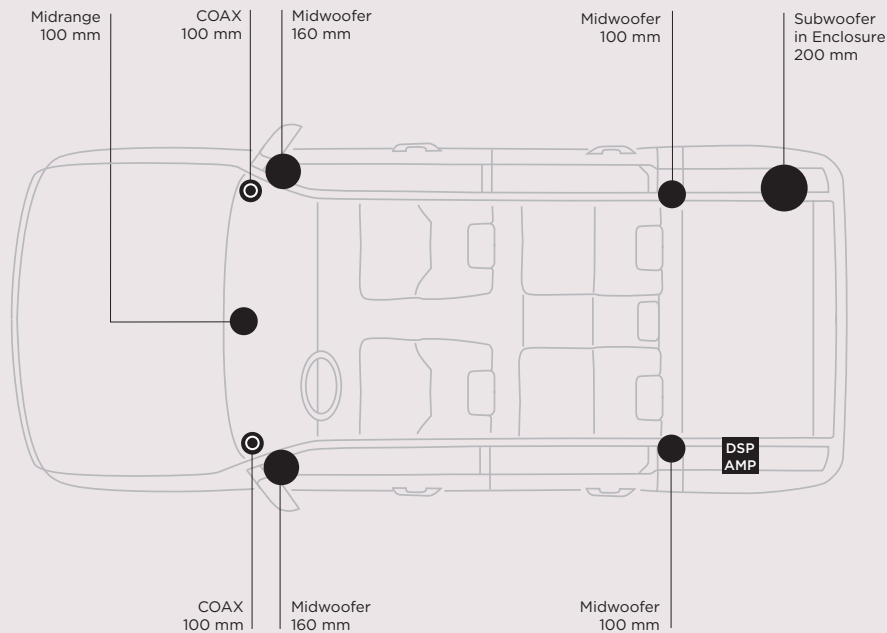 Midrange
100 mm
COAX
100 mm
Midwoofer
160 mm
Midwoofer
100 mm
Subwoofer
in Enclosure
200 mm
DSP
AMP
COAX
100 mm
Midwoofer
160 mm
Midwoofer
100 mm